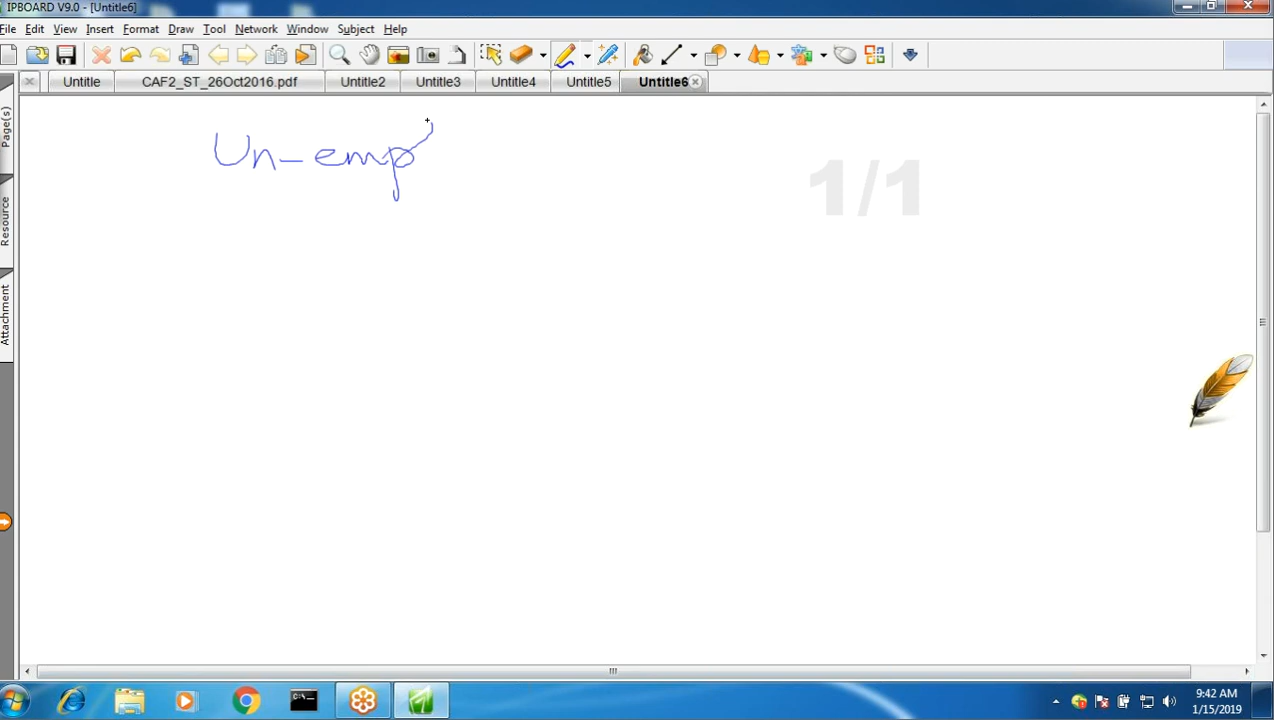 IPBOARD V9.0 - [Untitle6]
File Edit View Insert Format Draw Tool Network Window Subject Help
Untitle CAF2_ST_26Oct2016.pdf Untitle2 Untitle3 Untitle4 Untitle5 Untitle6
Page(s)
Resource
Attachment
Un-emp
1/1
9:42 AM
1/15/2019